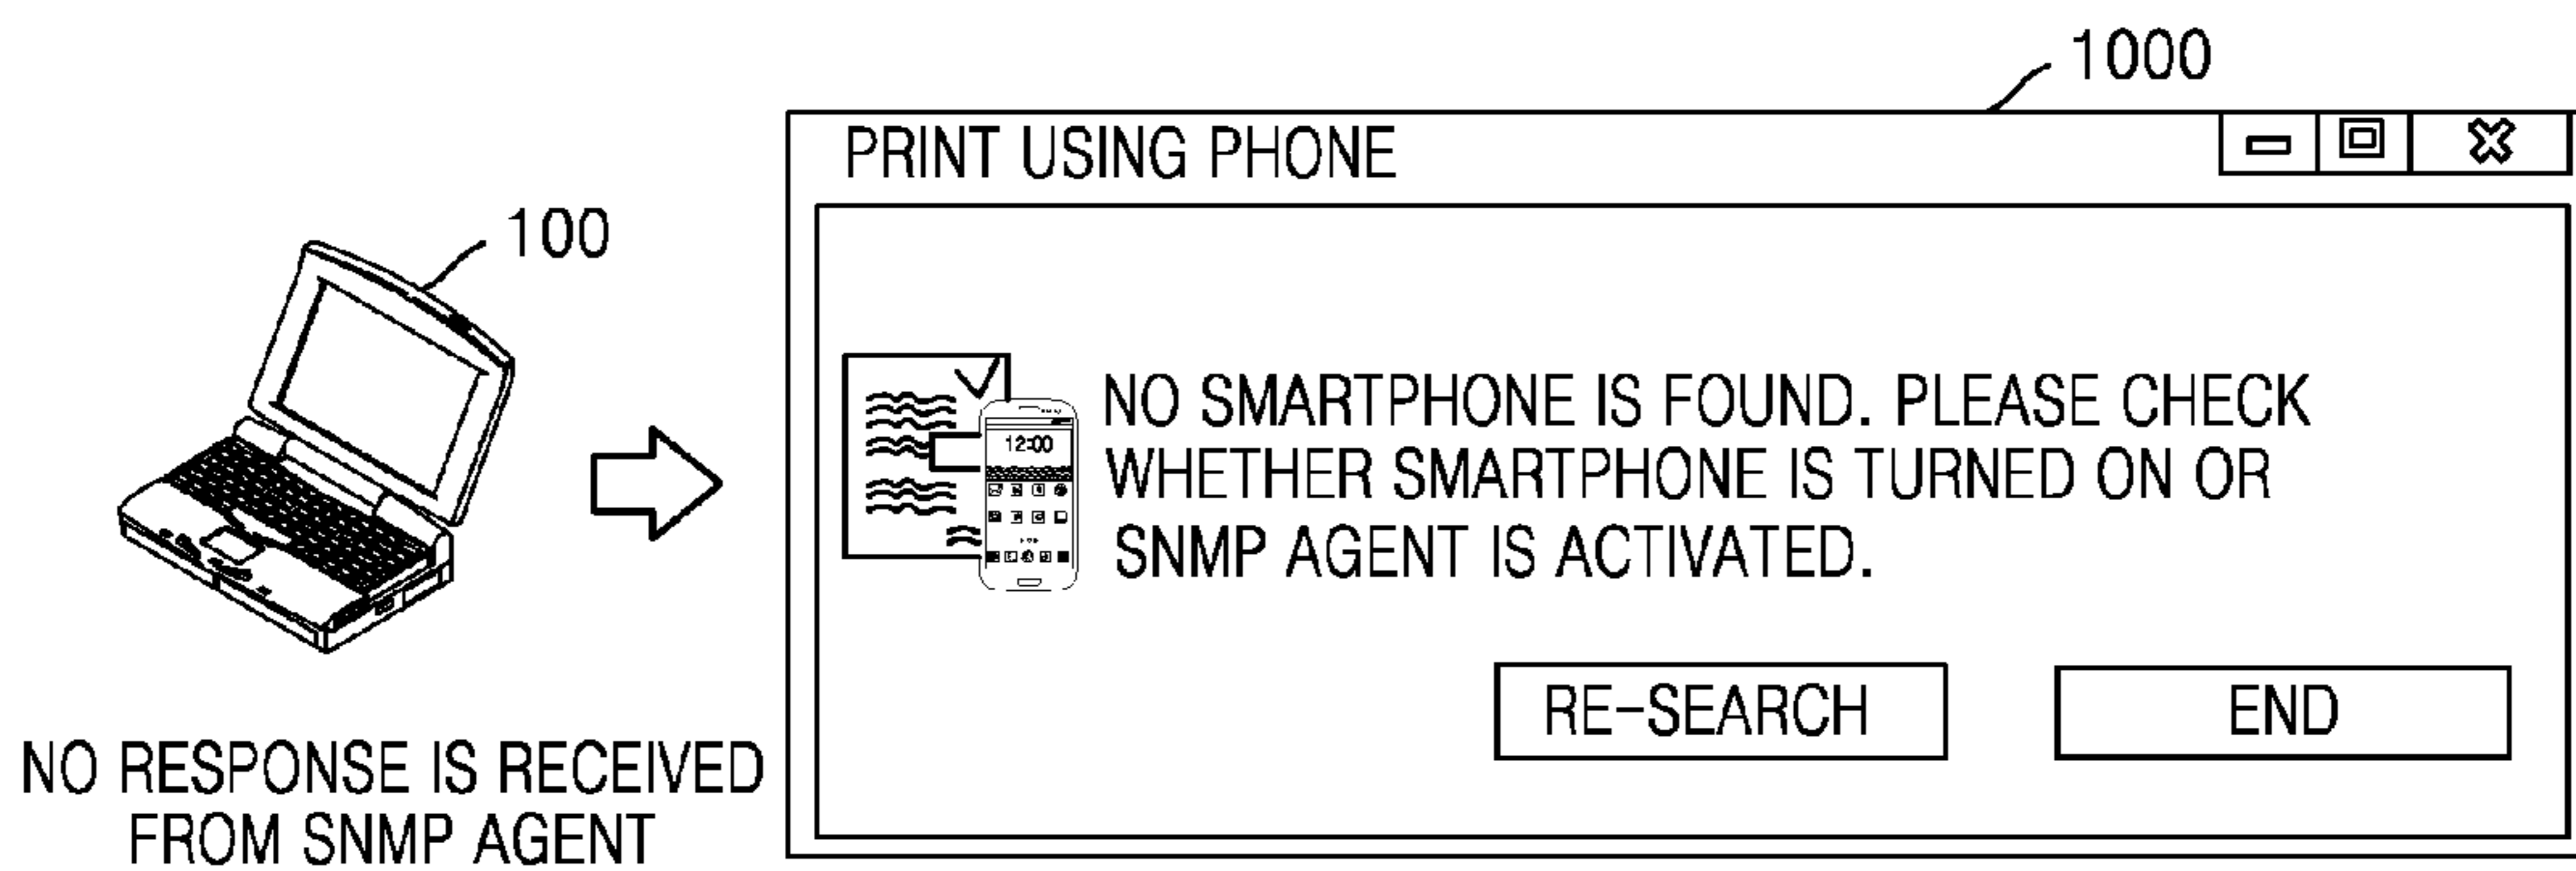 1000
PRINT USING PHONE
100
12:00
NO SMARTPHONE IS FOUND. PLEASE CHECK
WHETHER SMARTPHONE IS TURNED ON OR
SNMP AGENT IS ACTIVATED.
RE-SEARCH
END
NO RESPONSE IS RECEIVED
FROM SNMP AGENT